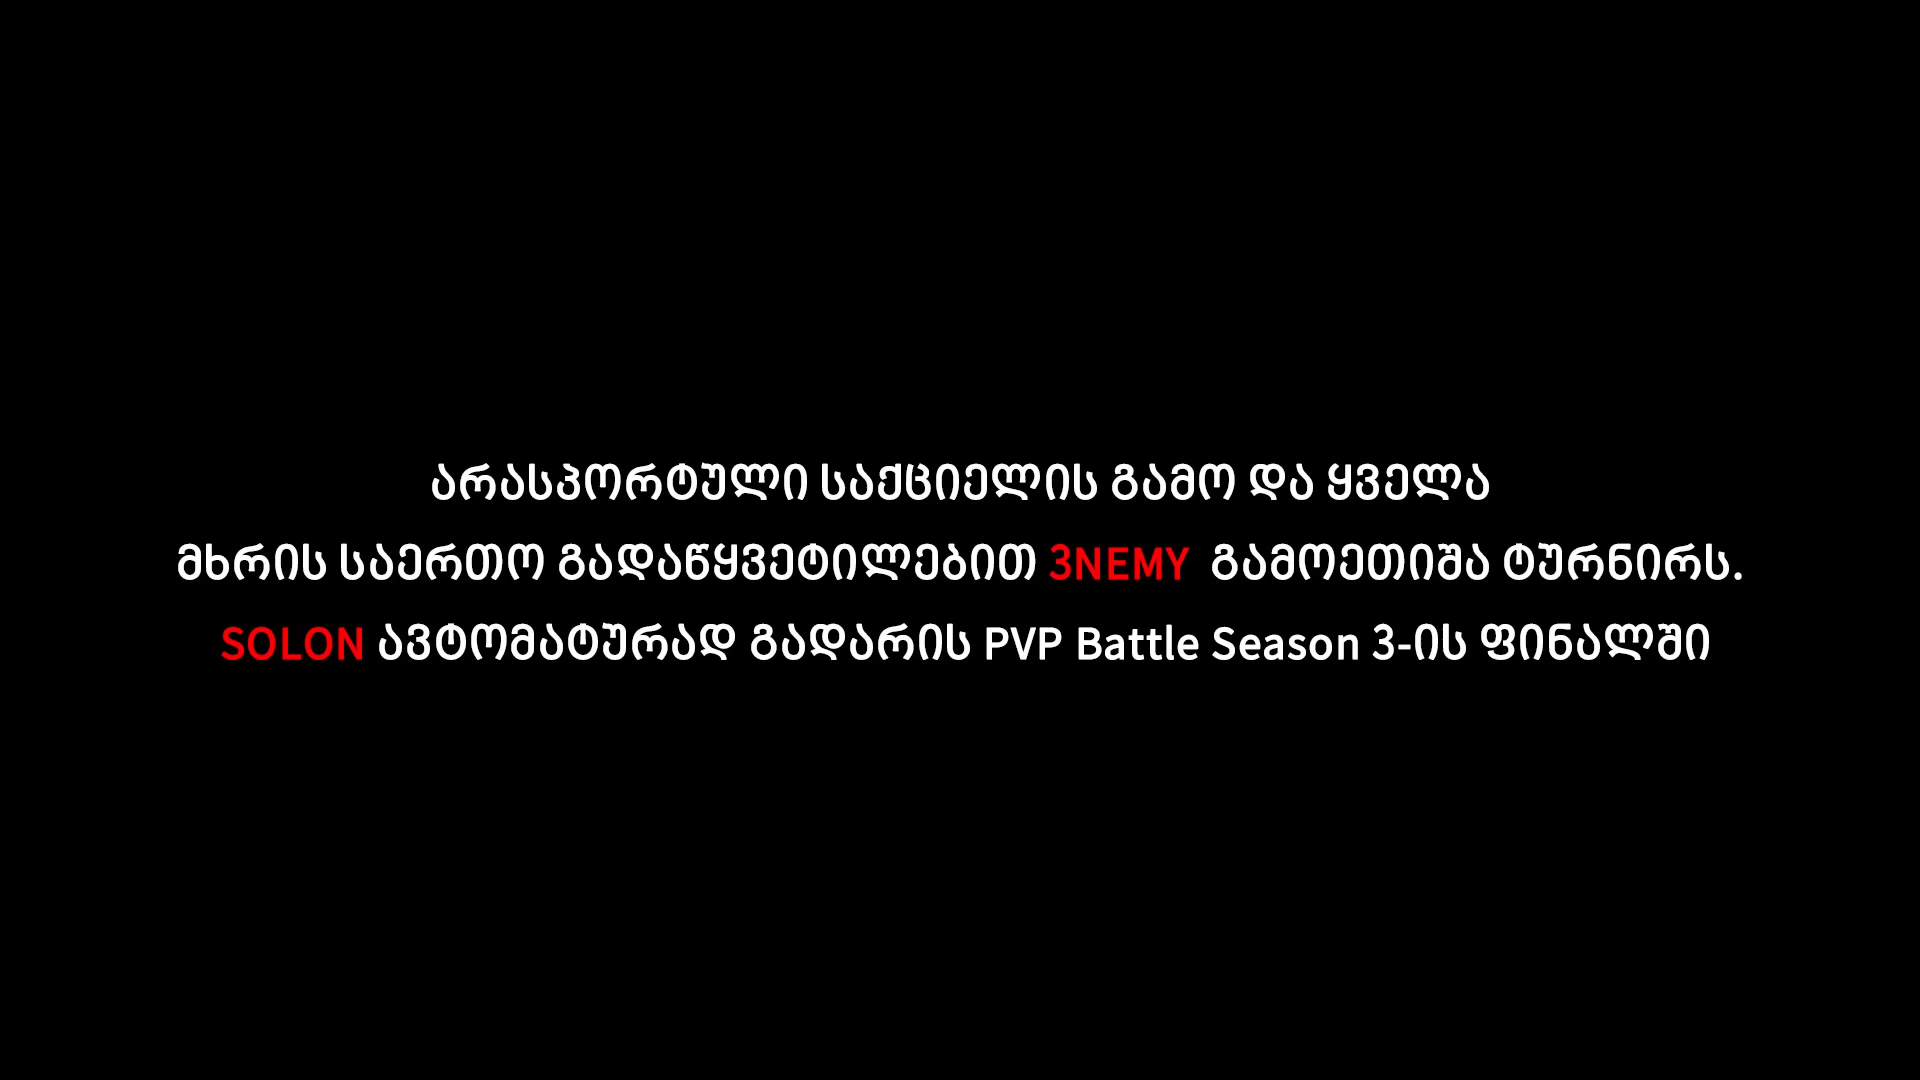 არასპორტული საქციელის გამო და ყველა
მხრის საერთო გადაწყვეტილებით 3NEMY გამოეთიშა ტურნირს.
SOLON ავტომატურად გადარის PVP Battle Season 3-ის ფინალში